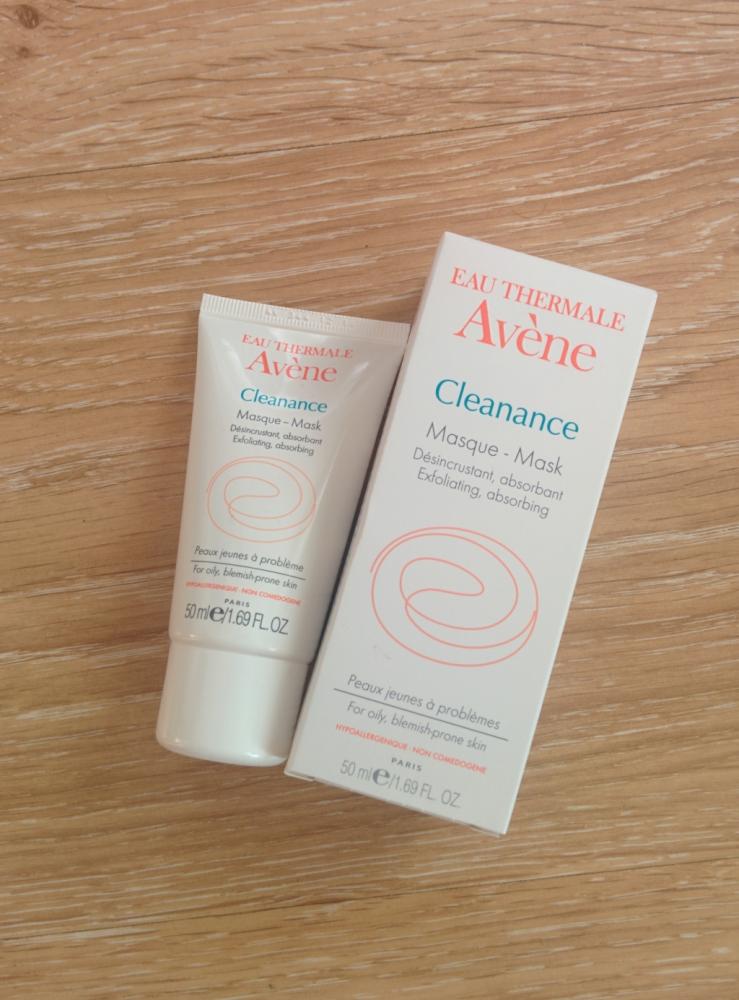 EAU THERMALE
Avène
Cleanance
Masque – Mask
Désincrustant, absorbant
Exfoliating, absorbing
Peaux jeunes à problème
For oily, blemish-prone skin
HYPOALLERGENIQUE · NON COMEDOGENE
PARIS
50 ml e/1.69 FL. OZ
EAU THERMALE
Avène
Cleanance
Masque - Mask
Désincrustant, absorbant
Exfoliating, absorbing
Peaux jeunes à problèmes
For oily, blemish-prone skin
HYPOALLERGENIQUE · NON COMEDOGENE
PARIS
50 ml e/1.69 FL. OZ.